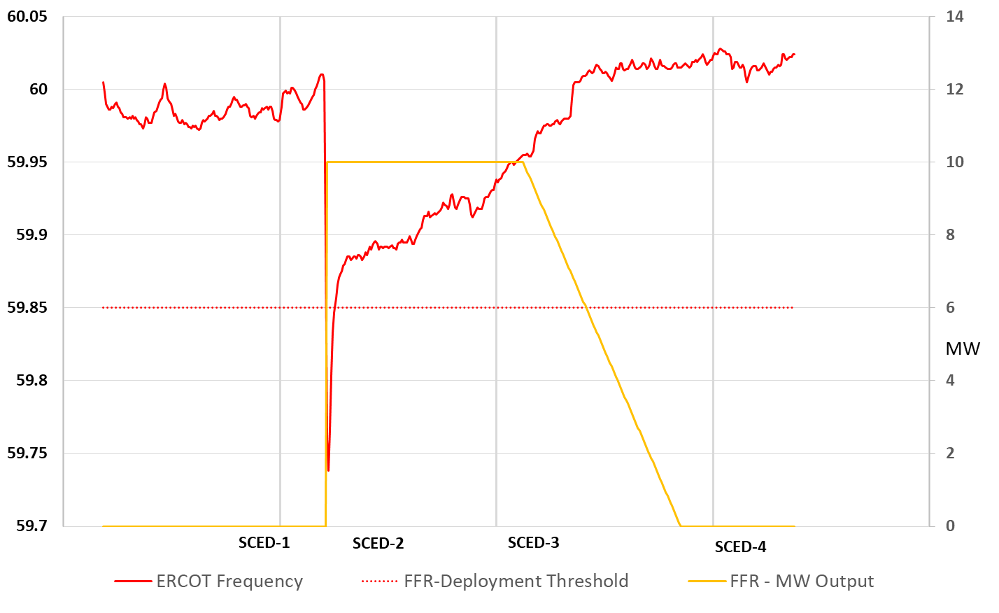 60.05
60
59.95
59.9
59.85
59.8
59.75
59.7
14
12
10
8
6
4
2
0
MW
SCED-1
SCED-2
SCED-3
SCED-4
ERCOT Frequency
FFR-Deployment Threshold
FFR - MW Output